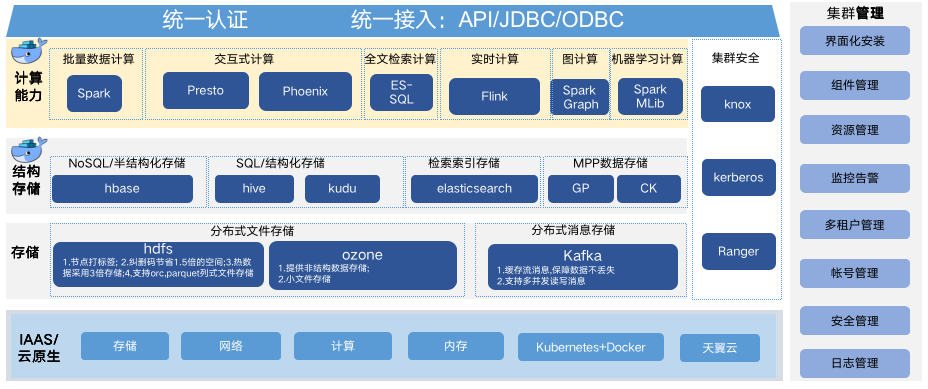 统一认证
统一接入：API/JDBC/ODBC
计算
能力
批量数据计算
Spark
交互式计算
Presto
Phoenix
全文检索计算
ES-
SQL
实时计算
Flink
图计算
Spark
Graph
机器学习计算
Spark
MLib
结构
存储
NoSQL/半结构化存储
hbase
SQL/结构化存储
hive
kudu
检索索引存储
elasticsearch
MPP数据存储
GP
CK
存储
分布式文件存储
hdfs
1.节点打标签; 2.纠删码节省1.5倍的空间;3.热数
据采用3倍存储;4,支持orc,parquet列式文件存储
ozone
1.提供非结构数据存储;
2.小文件存储
分布式消息存储
Kafka
1.缓存流消息,保障数据不丢失
2.支持多并发读写消息
集群安全
knox
kerberos
Ranger
IAAS/
云原生
存储
网络
计算
内存
Kubernetes+Docker
天翼云
集群管理
界面化安装
组件管理
资源管理
监控告警
多租户管理
帐号管理
安全管理
日志管理